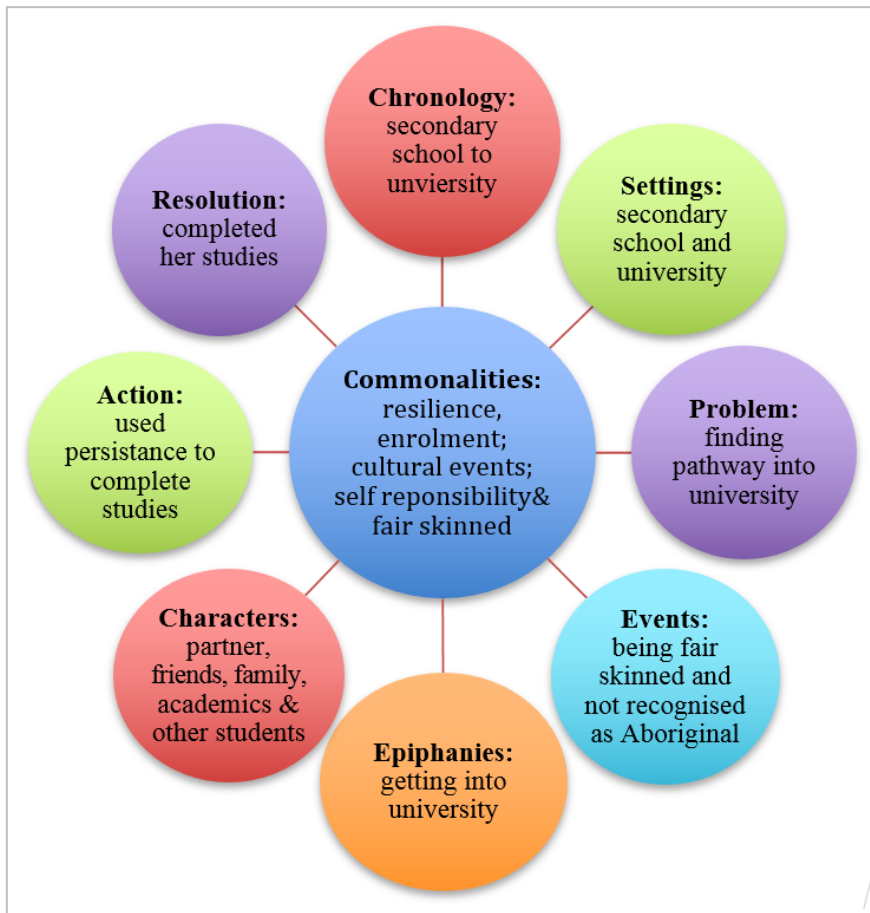 Chronology:
secondary
school to
unviersity
Settings:
secondary
school and
university
Problem:
finding
pathway into
university
Events:
being fair
skinned and
not recognised
as Aboriginal
Epiphanies:
getting into
university
Characters:
partner,
friends, family,
academics &
other students
Action:
used
persistance to
complete
studies
Resolution:
completed
her studies
Commonalities:
resilience,
enrolment;
cultural events;
self reponsibility&
fair skinned